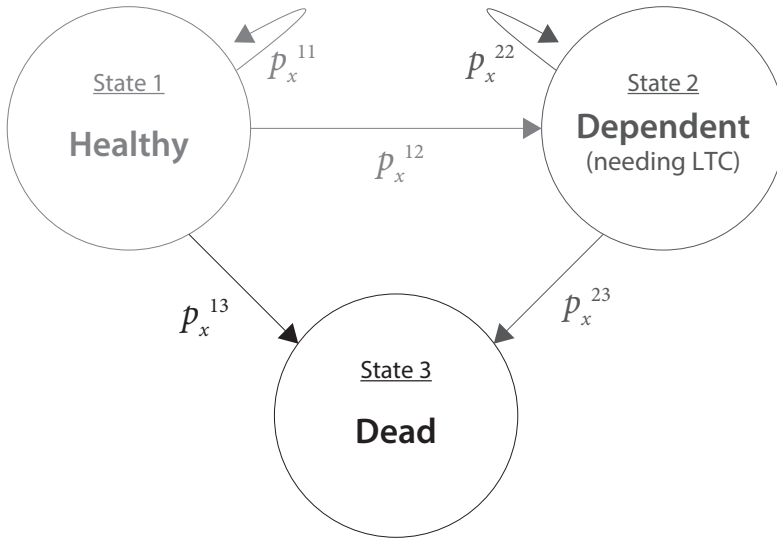 State 1
Healthy
p_x^11
p_x^12
p_x^22
State 2
Dependent
(needing LTC)
p_x^13
p_x^23
State 3
Dead